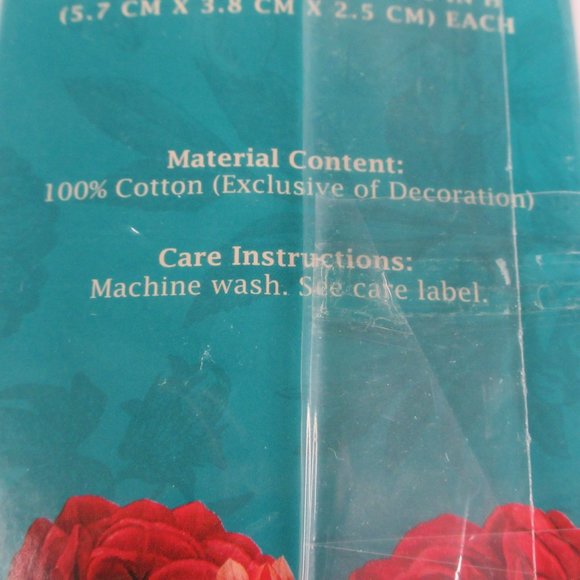 IN H
(5.7 CM X 3.8 CM X 2.5 CM) EACH
Material Content:
100% Cotton (Exclusive of Decoration)
Care Instructions:
Machine wash. See care label.